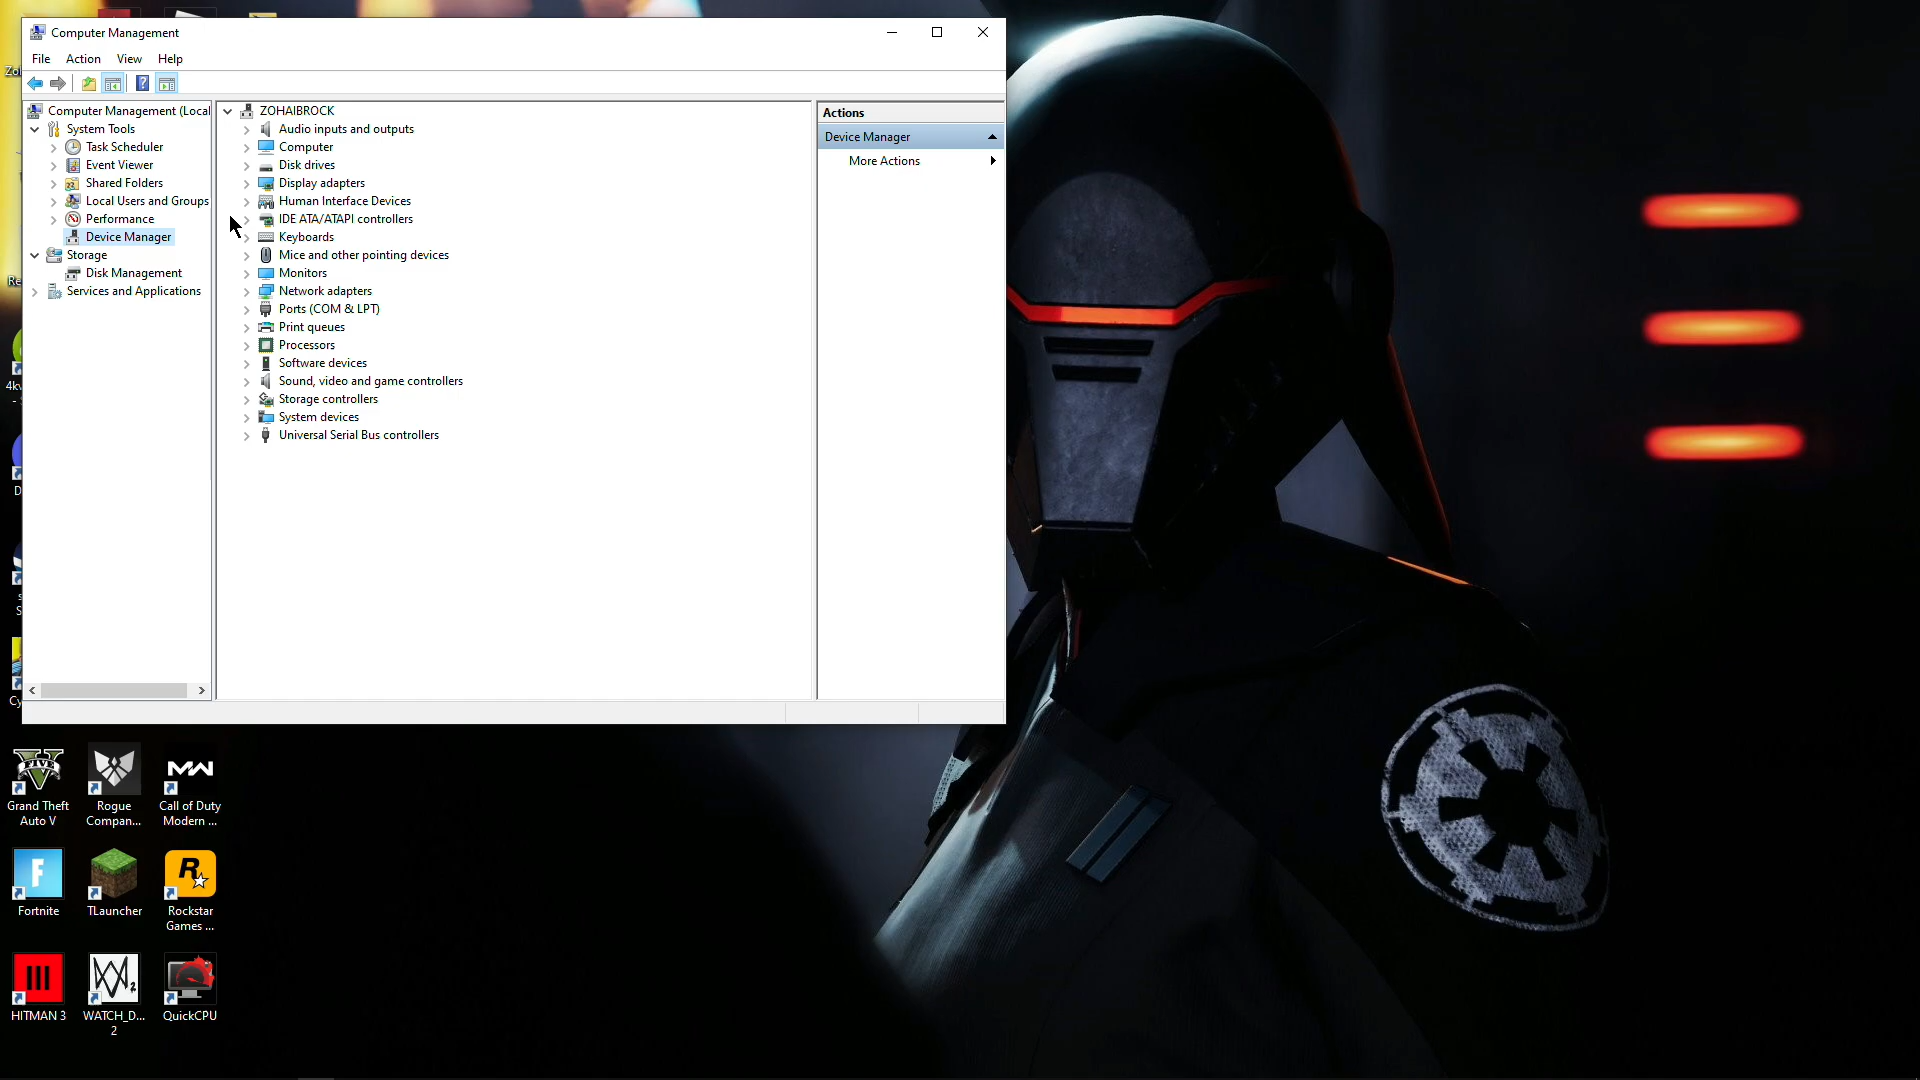 Computer Management
File Action View Help
Computer Management (Local
System Tools
Task Scheduler
Event Viewer
Shared Folders
Local Users and Groups
Performance
Device Manager
Storage
Disk Management
Services and Applications
ZOHAIBROCK
Audio inputs and outputs
Computer
Disk drives
Display adapters
Human Interface Devices
IDE ATA/ATAPI controllers
Keyboards
Mice and other pointing devices
Monitors
Network adapters
Ports (COM & LPT)
Print queues
Processors
Software devices
Sound, video and game controllers
Storage controllers
System devices
Universal Serial Bus controllers
Actions
Device Manager
More Actions
Grand Theft
Auto V
Rogue
Compan...
Call of Duty
Modern ...
Fortnite
TLauncher
Rockstar
Games ...
HITMAN 3
WATCH_D...
2
QuickCPU